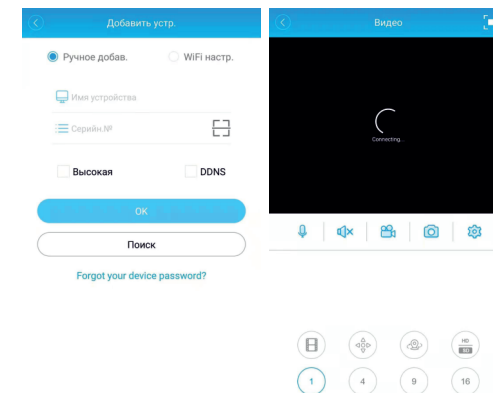 Добавить устр.
Ручное добав.
WiFi настр.
Имя устройства
Серийн.№
Высокая
DDNS
OK
Поиск
Forgot your device password?
Видео
Connecting...
HD
SD
1
4
9
16